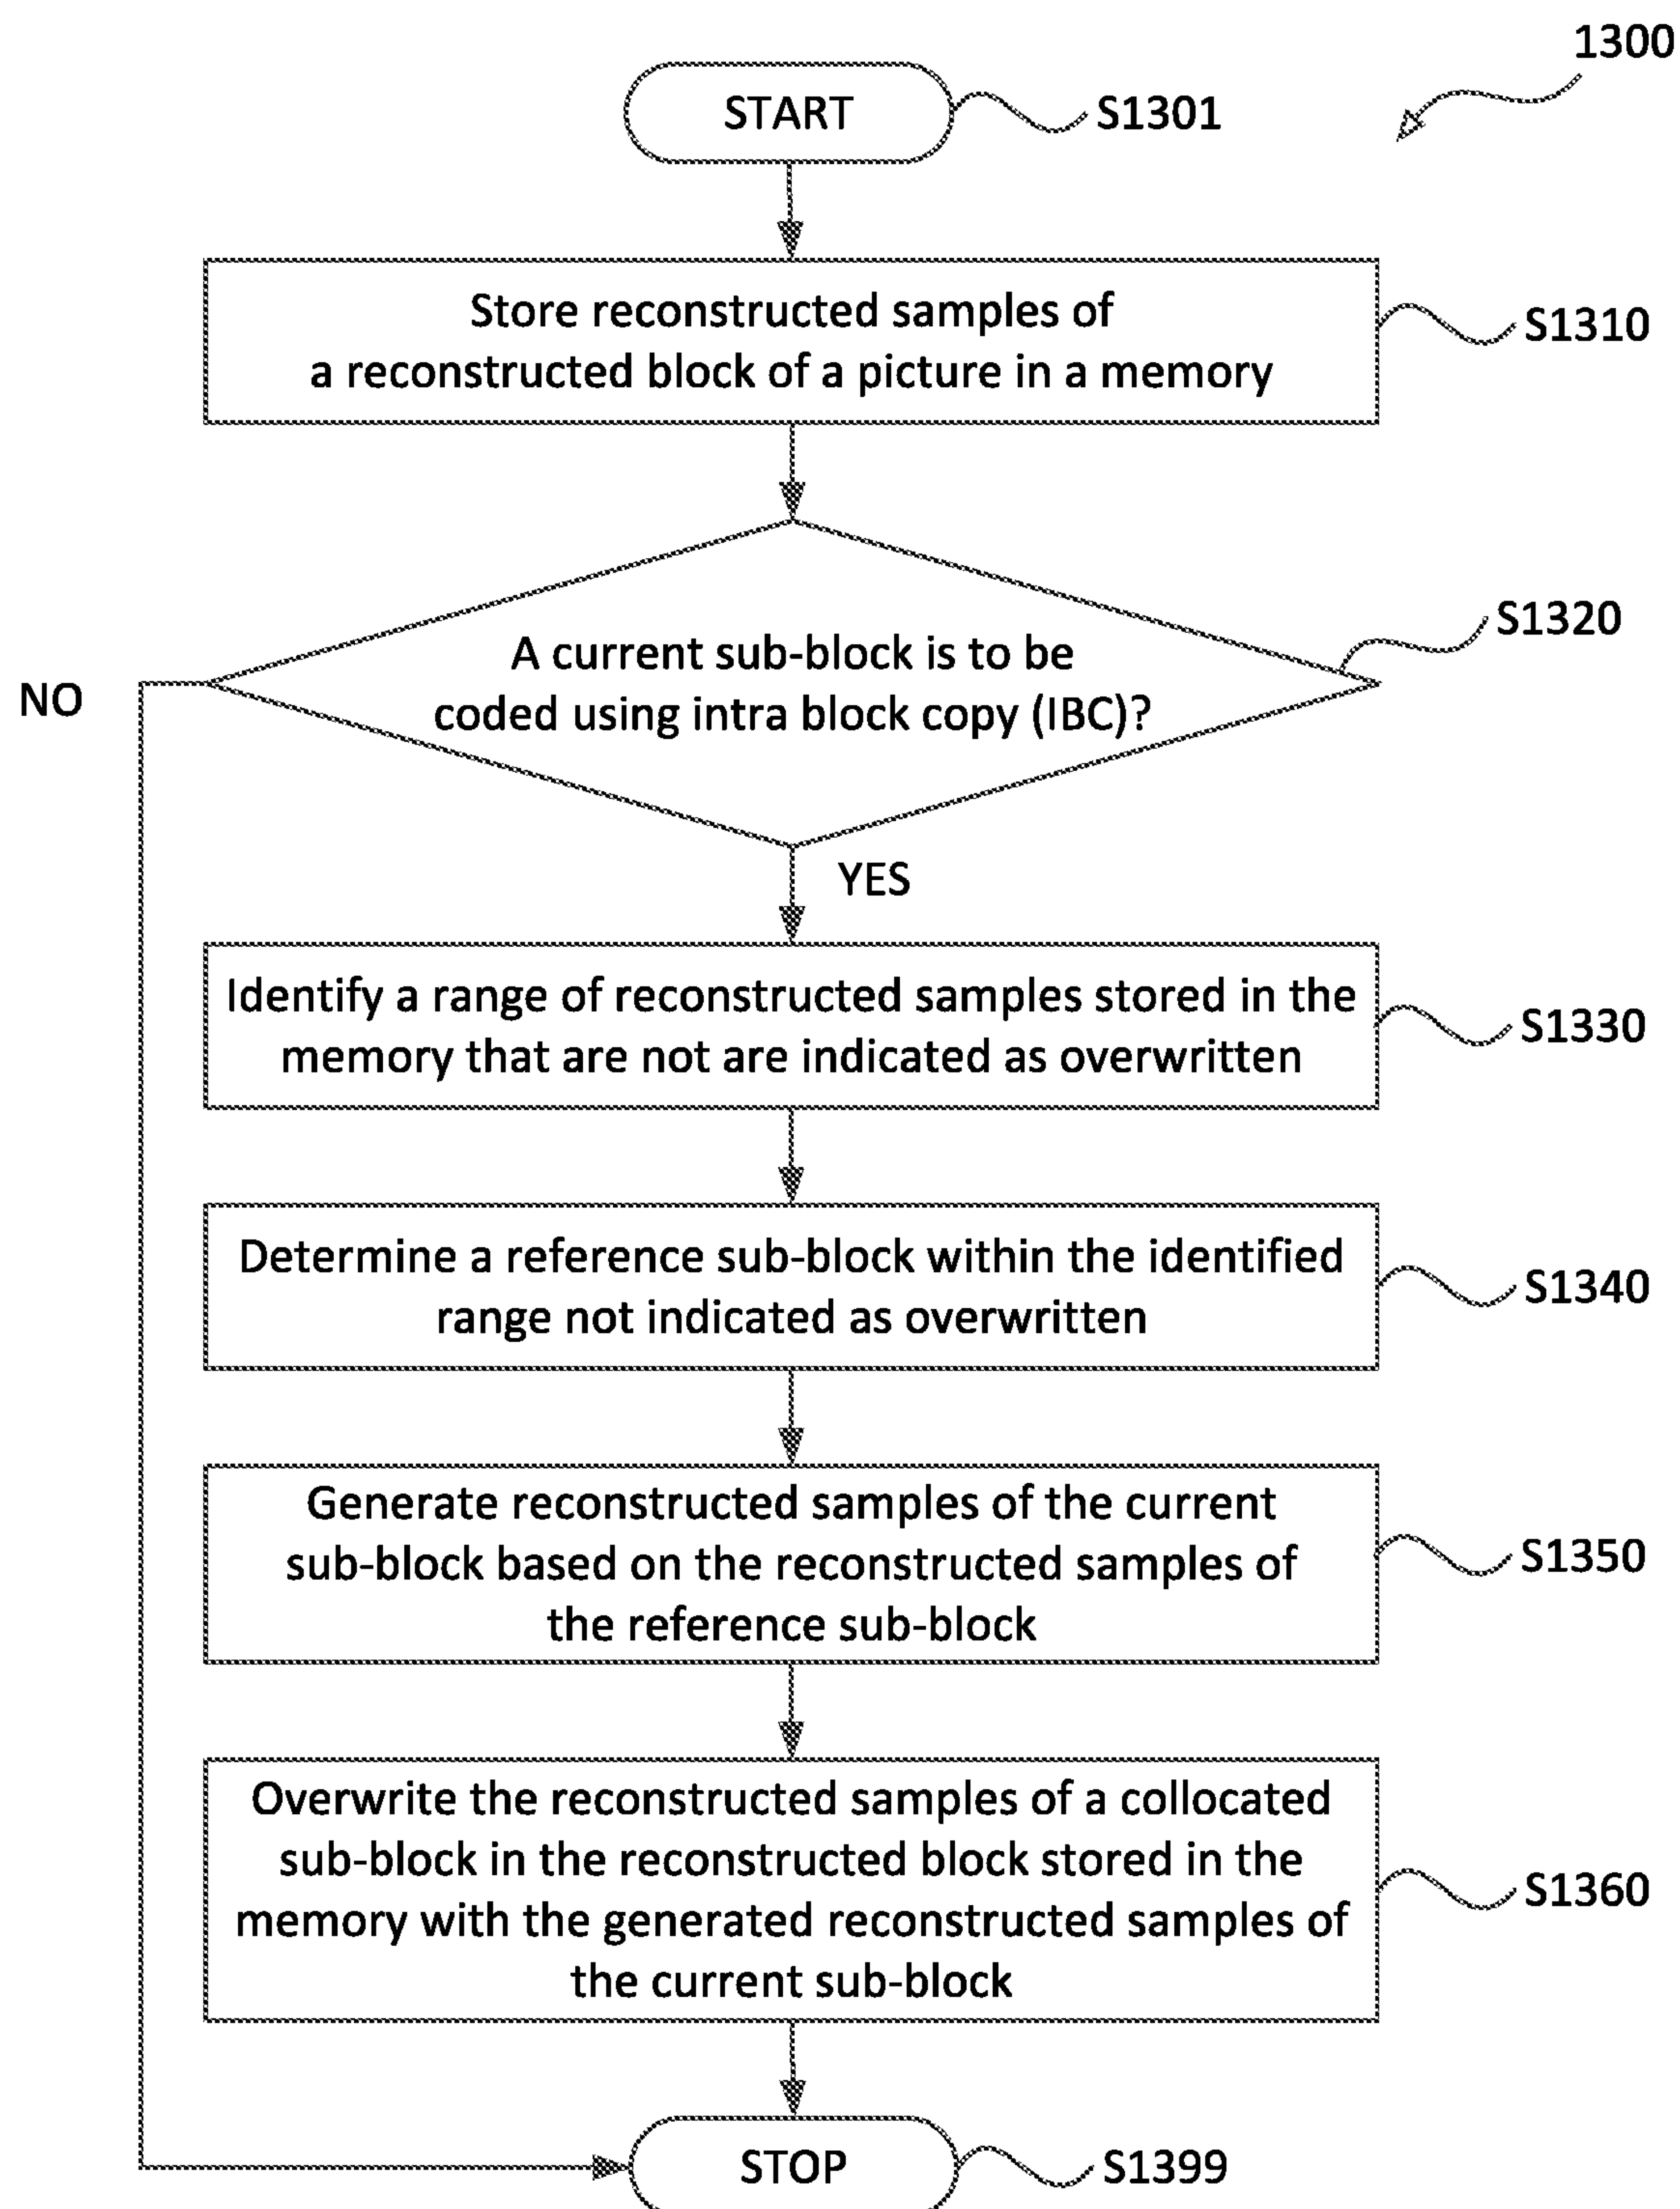 1300
START
S1301
Store reconstructed samples of
a reconstructed block of a picture in a memory
S1310
A current sub-block is to be
coded using intra block copy (IBC)?
S1320
NO
YES
Identify a range of reconstructed samples stored in the
memory that are not are indicated as overwritten
S1330
Determine a reference sub-block within the identified
range not indicated as overwritten
S1340
Generate reconstructed samples of the current
sub-block based on the reconstructed samples of
the reference sub-block
S1350
Overwrite the reconstructed samples of a collocated
sub-block in the reconstructed block stored in the
memory with the generated reconstructed samples of
the current sub-block
S1360
STOP
S1399